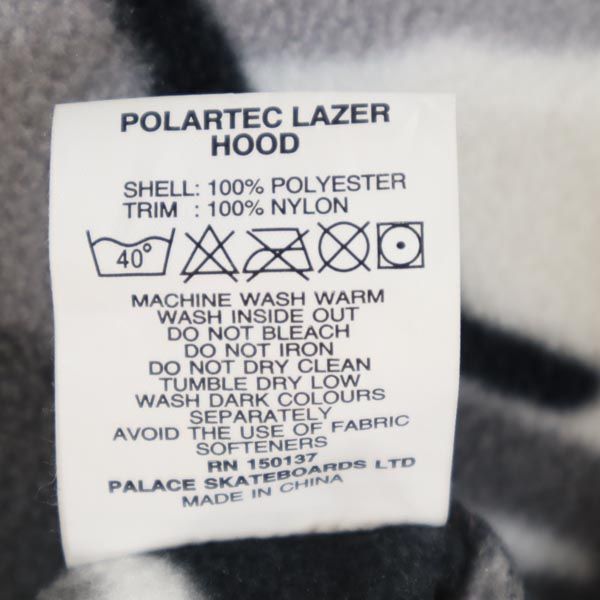 POLARTEC LAZER
HOOD
SHELL: 100% POLYESTER
TRIM : 100% NYLON
40°
MACHINE WASH WARM
WASH INSIDE OUT
DO NOT BLEACH
DO NOT IRON
DO NOT DRY CLEAN
TUMBLE DRY LOW
WASH DARK COLOURS
SEPARATELY
AVOID THE USE OF FABRIC
SOFTENERS
RN 150137
PALACE SKATEBOARDS LTD
MADE IN CHINA